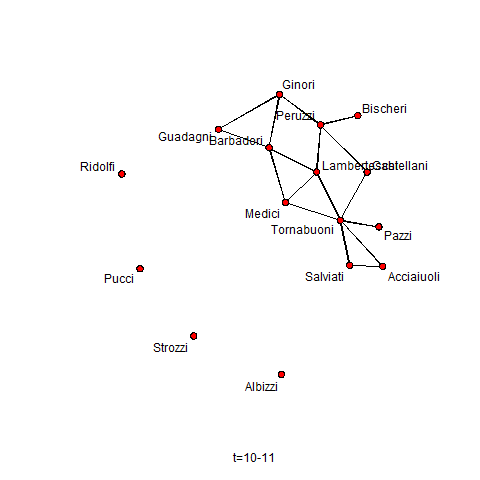 Ginori
Bischeri
Peruzzi
Guadagni
Barbadori
Ridolfi
Lamberteschi
Castellani
Medici
Tornabuoni
Pazzi
Pucci
Salviati
Acciaiuoli
Strozzi
Albizzi
t=10-11